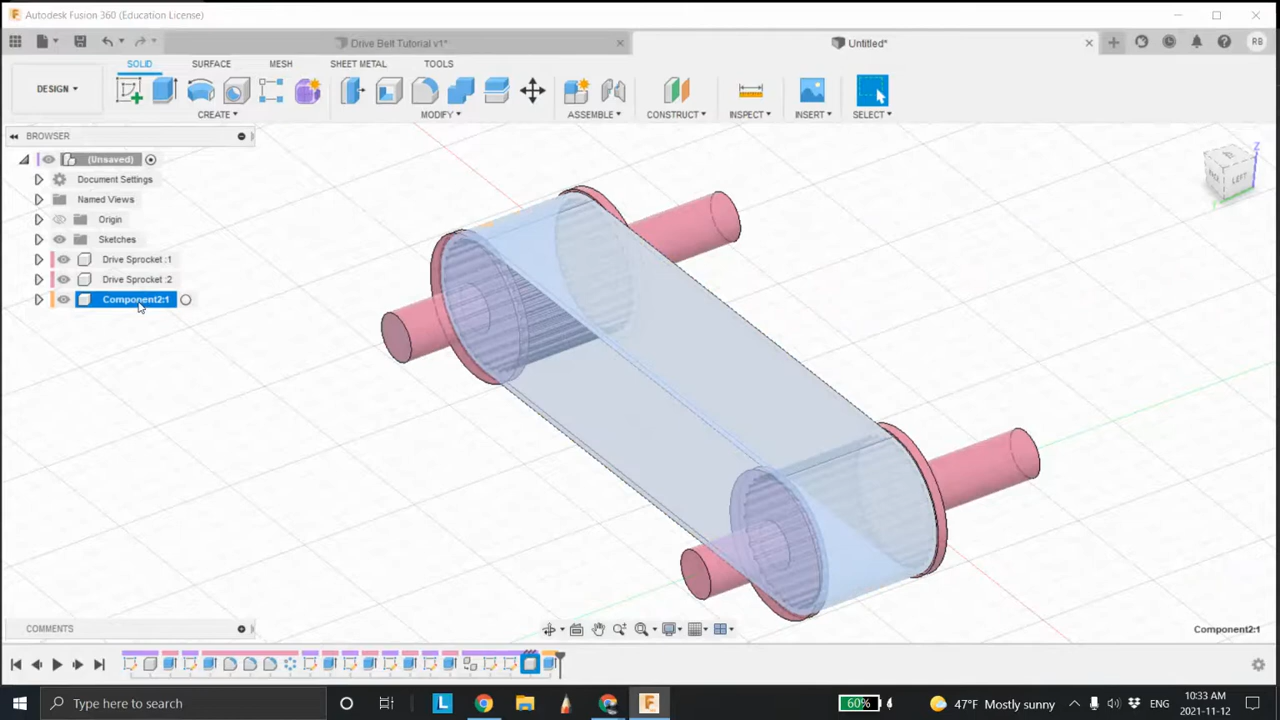 Autodesk Fusion 360 (Education License)
Drive Belt Tutorial v1*
Untitled*
RB
DESIGN
SOLID
SURFACE
MESH
SHEET METAL
TOOLS
CREATE
MODIFY
ASSEMBLE
CONSTRUCT
INSPECT
INSERT
SELECT
BROWSER
(Unsaved)
Document Settings
Named Views
Origin
Sketches
Drive Sprocket :1
Drive Sprocket :2
Component2:1
Z
LEFT
COMMENTS
Component2:1
Type here to search
60%
47°F Mostly sunny
ENG
10:33 AM
2021-11-12